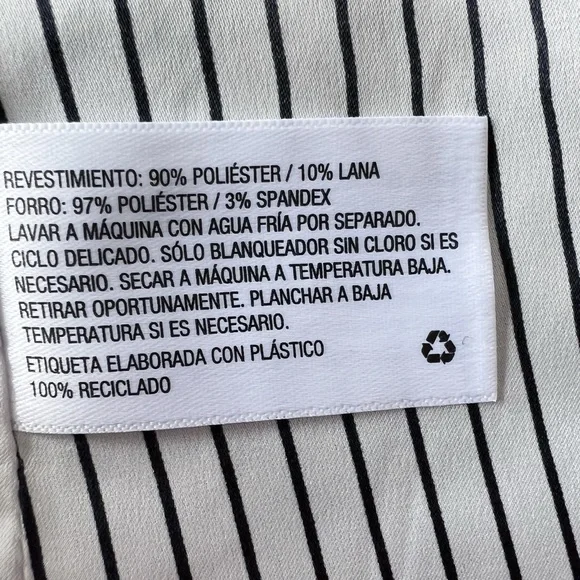 REVESTIMIENTO: 90% POLIÉSTER / 10% LANA
FORRO: 97% POLIÉSTER / 3% SPANDEX
LAVAR A MÁQUINA CON AGUA FRÍA POR SEPARADO.
CICLO DELICADO. SÓLO BLANQUEADOR SIN CLORO SI ES
NECESARIO. SECAR A MÁQUINA A TEMPERATURA BAJA.
RETIRAR OPORTUNAMENTE. PLANCHAR A BAJA
TEMPERATURA SI ES NECESARIO.
ETIQUETA ELABORADA CON PLÁSTICO
100% RECICLADO